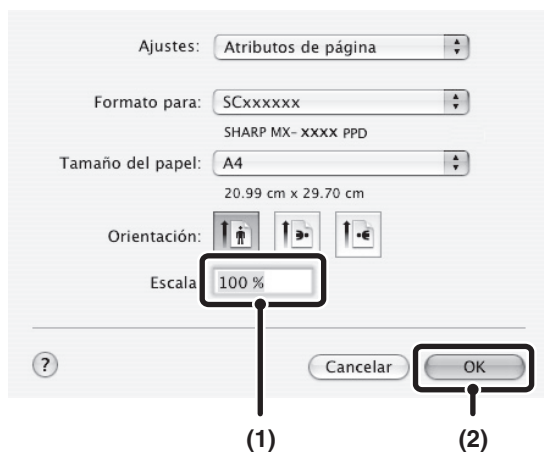 Ajustes: Atributos de página
Formato para: SCxxxxxx
SHARP MX- XXXX PPD
Tamaño del papel: A4
20.99 cm x 29.70 cm
Orientación:
Escala 100 %
? Cancelar OK
(1) (2)